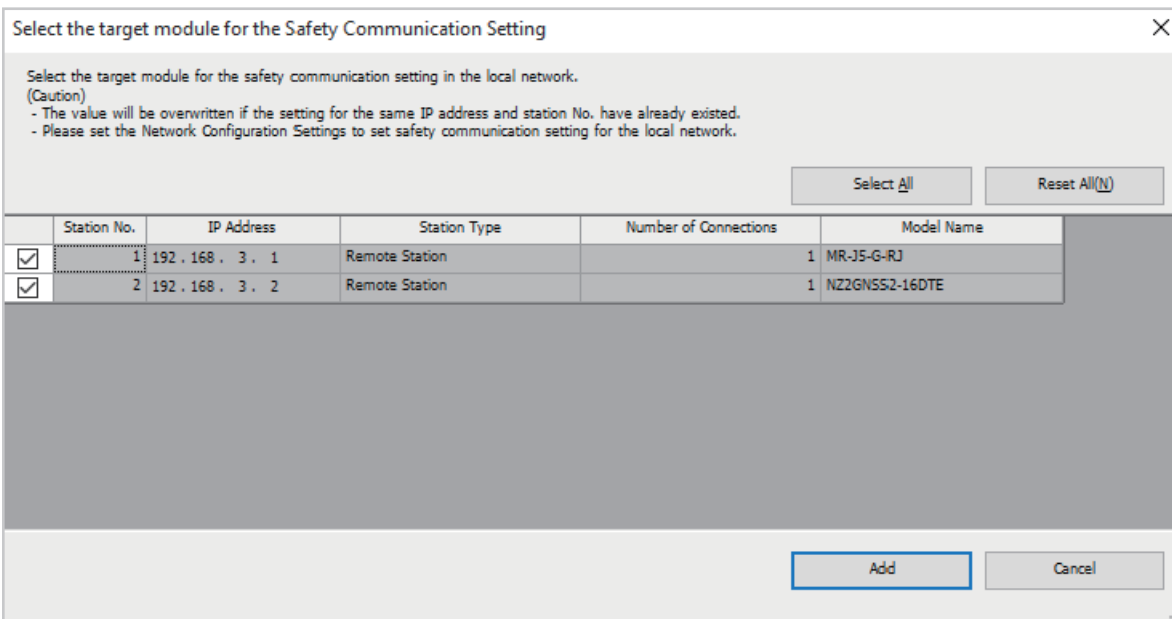 Select the target module for the Safety Communication Setting
Select the target module for the safety communication setting in the local network.
(Caution)
- The value will be overwritten if the setting for the same IP address and station No. have already existed.
- Please set the Network Configuration Settings to set safety communication setting for the local network.
Select All Reset All(N)
Station No. IP Address Station Type Number of Connections Model Name
1 192 . 168 . 3 . 1 Remote Station 1 MR-J5-G-RJ
2 192 . 168 . 3 . 2 Remote Station 1 NZ2GNSS2-16DTE
Add Cancel